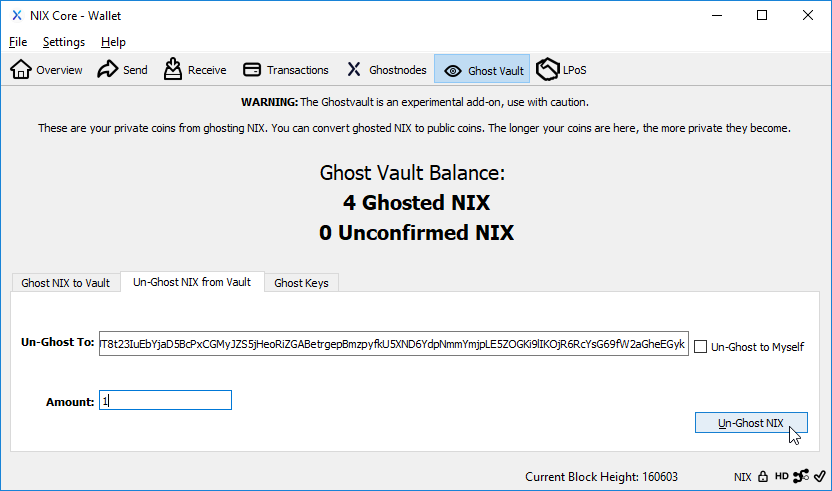 NIX Core - Wallet
File Settings Help
Overview Send Receive Transactions Ghostnodes Ghost Vault LPoS
WARNING: The Ghostvault is an experimental add-on, use with caution.
These are your private coins from ghosting NIX. You can convert ghosted NIX to public coins. The longer your coins are here, the more private they become.
Ghost Vault Balance:
4 Ghosted NIX
0 Unconfirmed NIX
Ghost NIX to Vault Un-Ghost NIX from Vault Ghost Keys
Un-Ghost To: Un-Ghost to Myself
Amount: 1
Un-Ghost NIX
Current Block Height: 160603 NIX HD